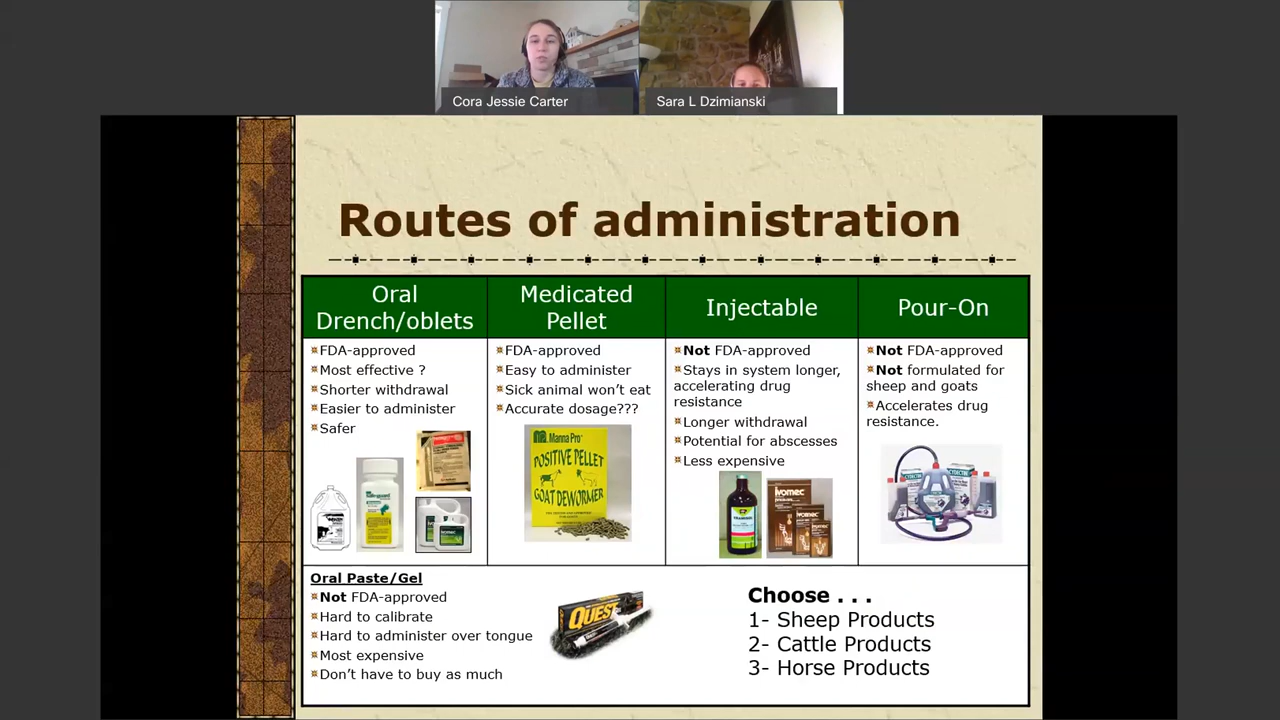 Cora Jessie Carter
Sara L Dzimianski
Routes of administration
Oral
Drench/oblets
FDA-approved
Most effective ?
Shorter withdrawal
Easier to administer
Safer
Medicated
Pellet
FDA-approved
Easy to administer
Sick animal won't eat
Accurate dosage???
Manna Pro
POSITIVE PELLET
GOAT DEWORMER
Injectable
Not FDA-approved
Stays in system longer,
accelerating drug
resistance
Longer withdrawal
Potential for abscesses
Less expensive
ivomec
ivomec
ivomec
Pour-On
Not FDA-approved
Not formulated for
sheep and goats
Accelerates drug
resistance.
Oral Paste/Gel
Not FDA-approved
Hard to calibrate
Hard to administer over tongue
Most expensive
Don't have to buy as much
QUEST
Choose . . .
1- Sheep Products
2- Cattle Products
3- Horse Products